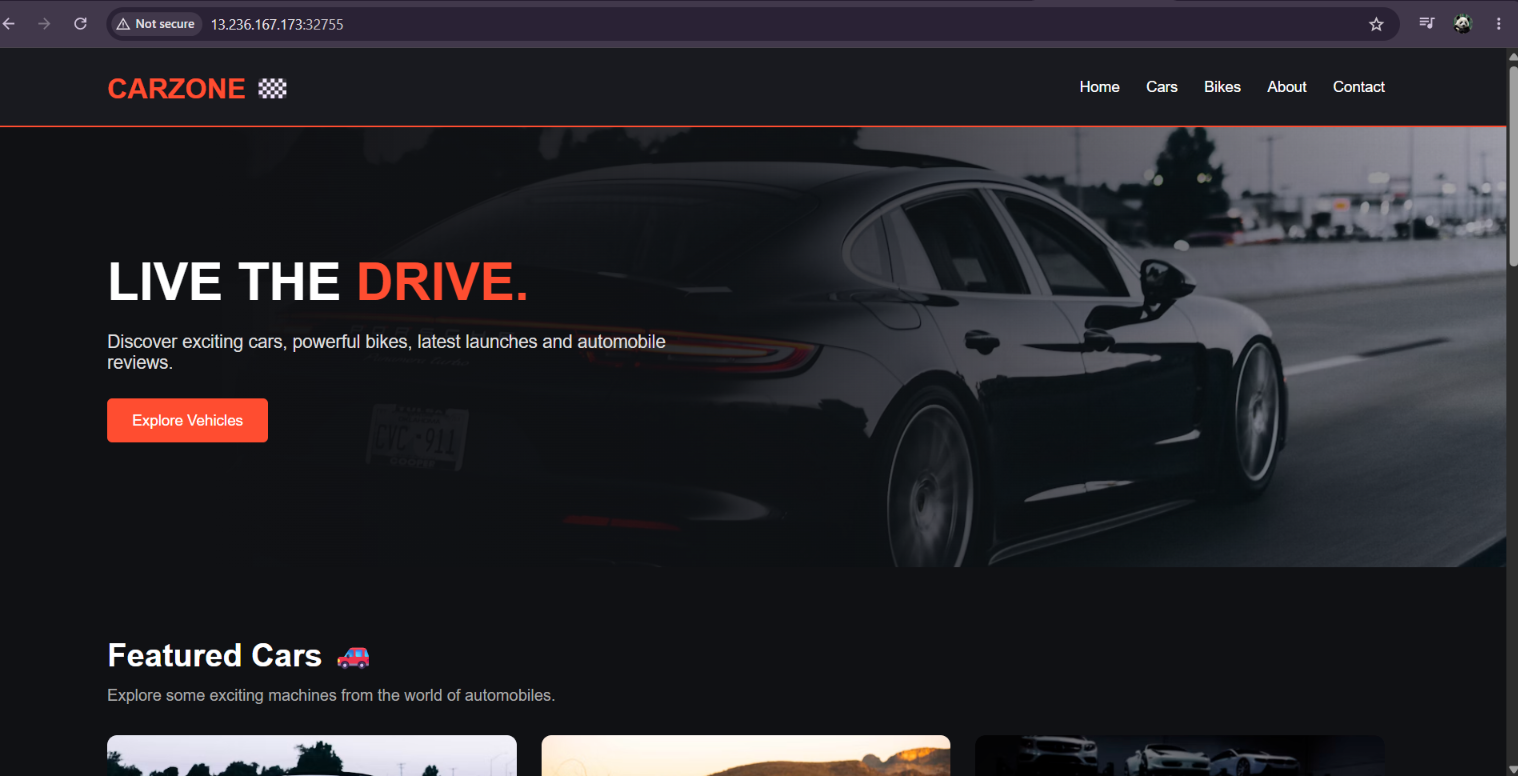 Not secure
13.236.167.173:32755
CARZONE
Home Cars Bikes About Contact
LIVE THE DRIVE.
Discover exciting cars, powerful bikes, latest launches and automobile
reviews.
Explore Vehicles
CVC 911
Featured Cars
Explore some exciting machines from the world of automobiles.